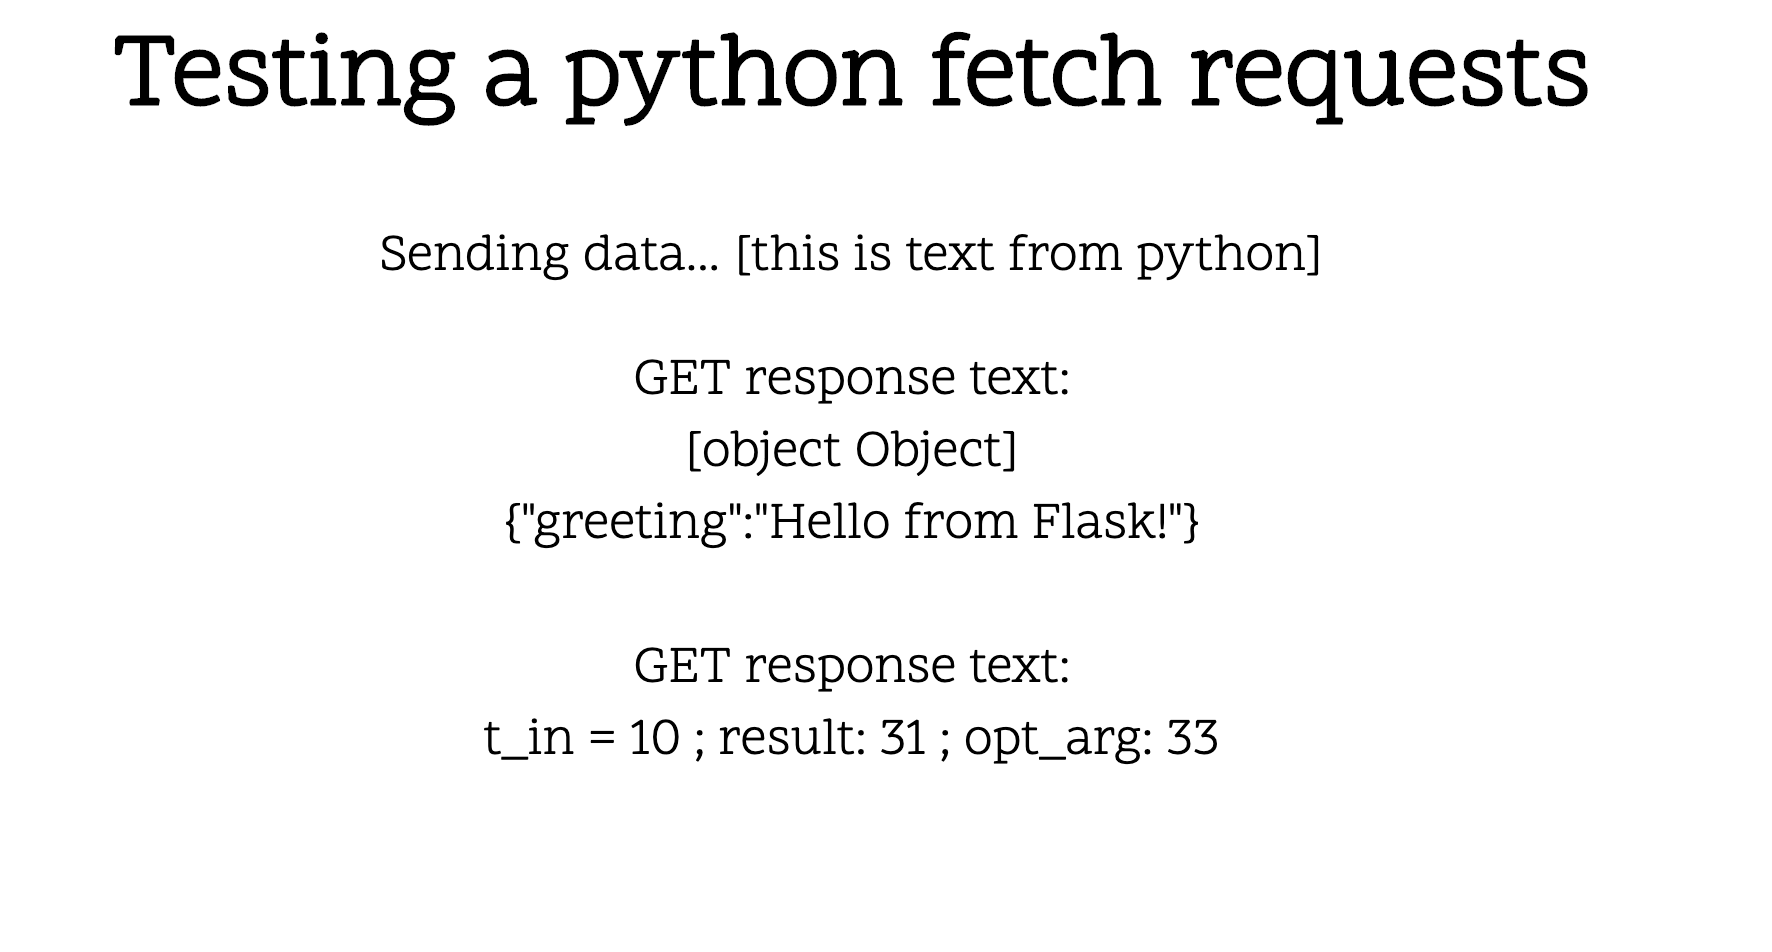 Testing a python fetch requests
Sending data... [this is text from python]
GET response text:
[object Object]
{"greeting":"Hello from Flask!"}
GET response text:
t_in = 10 ; result: 31 ; opt_arg: 33